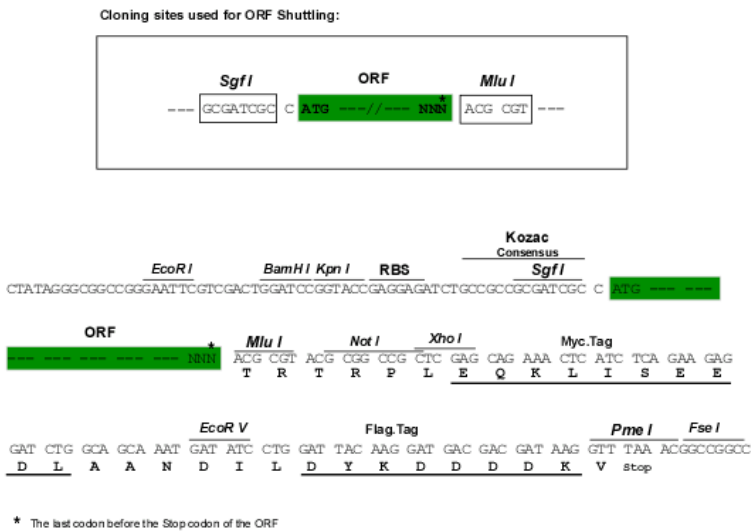 Cloning sites used for ORF Shuttling:
Sgf I ORF Mlu I
--- GCGATCGC C ATG ---//--- NNN* ACG CGT ---
Kozac
Consensus
EcoR I BamH I Kpn I RBS Sgf I
CTATAGGGCGGCCGGGAATTCGTCGACTGGATCCGGTACCGAGGAGATCTGCCGCCGCGATCGC C ATG --- ---
ORF Mlu I Not I Xho I Myc.Tag
--- --- --- --- --- --- NNN* ACG CGT ACG CGG CCG CTC GAG CAG AAA CTC ATC TCA GAA GAG
T R T R P L E Q K L I S E E
EcoR V Flag.Tag Pme I Fse I
GAT CTG GCA GCA AAT GAT ATC CTG GAT TAC AAG GAT GAC GAC GAT AAG GTT TAA ACGGCCGGCC
D L A A N D I L D Y K D D D D K V Stop
* The last codon before the Stop codon of the ORF